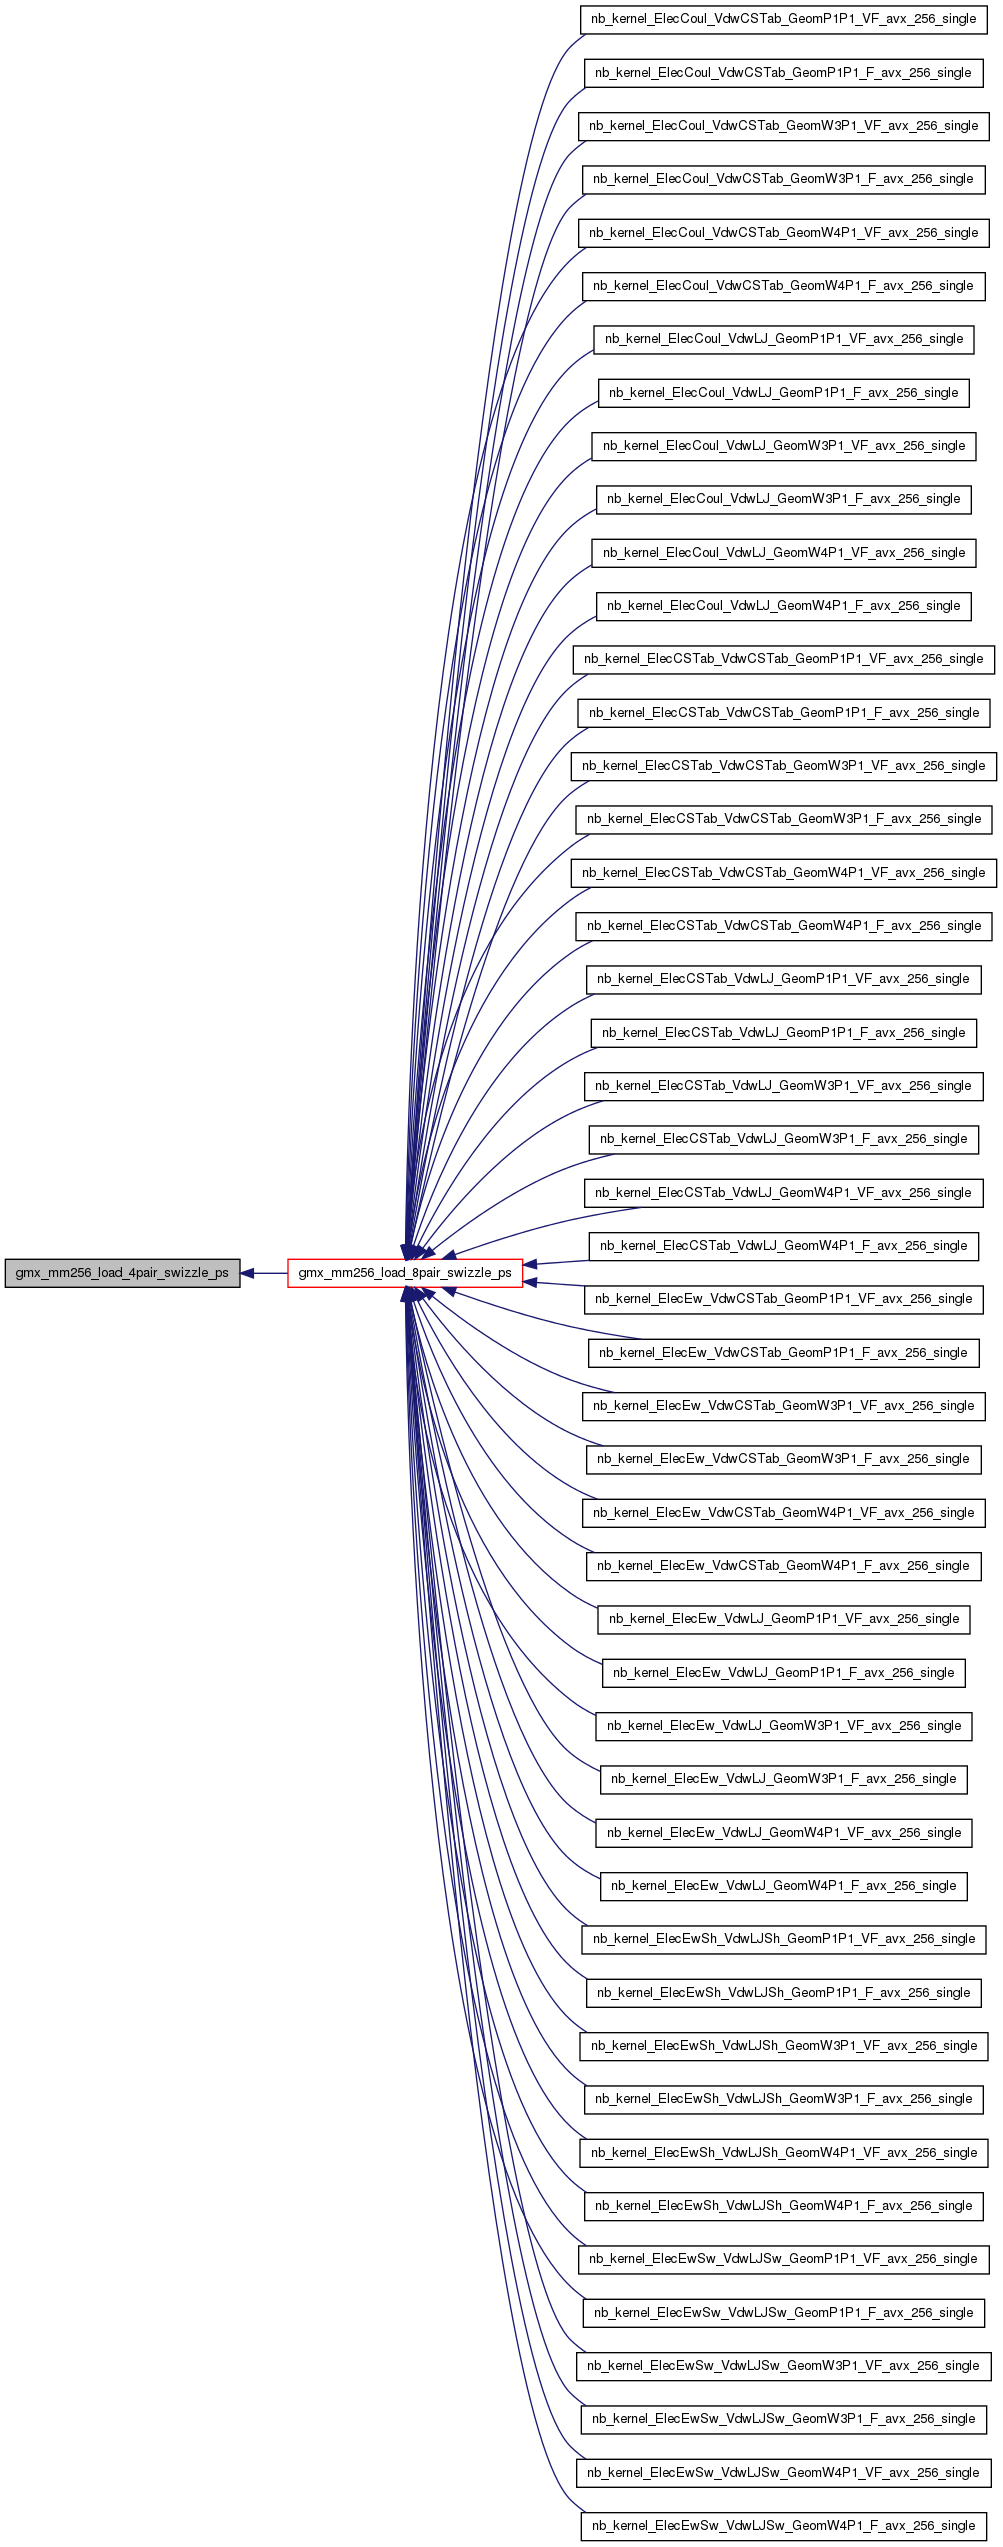 nb_kernel_ElecCoul_VdwCSTab_GeomP1P1_VF_avx_256_single
nb_kernel_ElecCoul_VdwCSTab_GeomP1P1_F_avx_256_single
nb_kernel_ElecCoul_VdwCSTab_GeomW3P1_VF_avx_256_single
nb_kernel_ElecCoul_VdwCSTab_GeomW3P1_F_avx_256_single
nb_kernel_ElecCoul_VdwCSTab_GeomW4P1_VF_avx_256_single
nb_kernel_ElecCoul_VdwCSTab_GeomW4P1_F_avx_256_single
nb_kernel_ElecCoul_VdwLJ_GeomP1P1_VF_avx_256_single
nb_kernel_ElecCoul_VdwLJ_GeomP1P1_F_avx_256_single
nb_kernel_ElecCoul_VdwLJ_GeomW3P1_VF_avx_256_single
nb_kernel_ElecCoul_VdwLJ_GeomW3P1_F_avx_256_single
nb_kernel_ElecCoul_VdwLJ_GeomW4P1_VF_avx_256_single
nb_kernel_ElecCoul_VdwLJ_GeomW4P1_F_avx_256_single
nb_kernel_ElecCSTab_VdwCSTab_GeomP1P1_VF_avx_256_single
nb_kernel_ElecCSTab_VdwCSTab_GeomP1P1_F_avx_256_single
nb_kernel_ElecCSTab_VdwCSTab_GeomW3P1_VF_avx_256_single
nb_kernel_ElecCSTab_VdwCSTab_GeomW3P1_F_avx_256_single
nb_kernel_ElecCSTab_VdwCSTab_GeomW4P1_VF_avx_256_single
nb_kernel_ElecCSTab_VdwCSTab_GeomW4P1_F_avx_256_single
nb_kernel_ElecCSTab_VdwLJ_GeomP1P1_VF_avx_256_single
nb_kernel_ElecCSTab_VdwLJ_GeomP1P1_F_avx_256_single
nb_kernel_ElecCSTab_VdwLJ_GeomW3P1_VF_avx_256_single
nb_kernel_ElecCSTab_VdwLJ_GeomW3P1_F_avx_256_single
nb_kernel_ElecCSTab_VdwLJ_GeomW4P1_VF_avx_256_single
nb_kernel_ElecCSTab_VdwLJ_GeomW4P1_F_avx_256_single
gmx_mm256_load_4pair_swizzle_ps
gmx_mm256_load_8pair_swizzle_ps
nb_kernel_ElecEw_VdwCSTab_GeomP1P1_VF_avx_256_single
nb_kernel_ElecEw_VdwCSTab_GeomP1P1_F_avx_256_single
nb_kernel_ElecEw_VdwCSTab_GeomW3P1_VF_avx_256_single
nb_kernel_ElecEw_VdwCSTab_GeomW3P1_F_avx_256_single
nb_kernel_ElecEw_VdwCSTab_GeomW4P1_VF_avx_256_single
nb_kernel_ElecEw_VdwCSTab_GeomW4P1_F_avx_256_single
nb_kernel_ElecEw_VdwLJ_GeomP1P1_VF_avx_256_single
nb_kernel_ElecEw_VdwLJ_GeomP1P1_F_avx_256_single
nb_kernel_ElecEw_VdwLJ_GeomW3P1_VF_avx_256_single
nb_kernel_ElecEw_VdwLJ_GeomW3P1_F_avx_256_single
nb_kernel_ElecEw_VdwLJ_GeomW4P1_VF_avx_256_single
nb_kernel_ElecEw_VdwLJ_GeomW4P1_F_avx_256_single
nb_kernel_ElecEwSh_VdwLJSh_GeomP1P1_VF_avx_256_single
nb_kernel_ElecEwSh_VdwLJSh_GeomP1P1_F_avx_256_single
nb_kernel_ElecEwSh_VdwLJSh_GeomW3P1_VF_avx_256_single
nb_kernel_ElecEwSh_VdwLJSh_GeomW3P1_F_avx_256_single
nb_kernel_ElecEwSh_VdwLJSh_GeomW4P1_VF_avx_256_single
nb_kernel_ElecEwSh_VdwLJSh_GeomW4P1_F_avx_256_single
nb_kernel_ElecEwSw_VdwLJSw_GeomP1P1_VF_avx_256_single
nb_kernel_ElecEwSw_VdwLJSw_GeomP1P1_F_avx_256_single
nb_kernel_ElecEwSw_VdwLJSw_GeomW3P1_VF_avx_256_single
nb_kernel_ElecEwSw_VdwLJSw_GeomW3P1_F_avx_256_single
nb_kernel_ElecEwSw_VdwLJSw_GeomW4P1_VF_avx_256_single
nb_kernel_ElecEwSw_VdwLJSw_GeomW4P1_F_avx_256_single